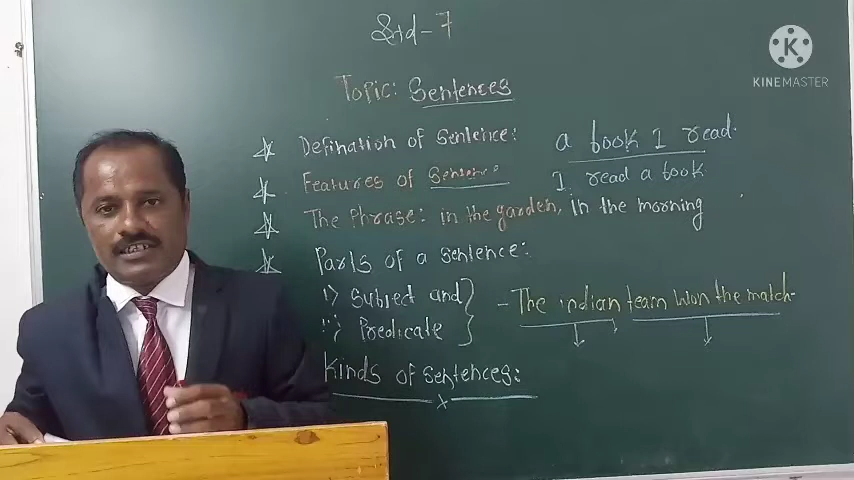 Std-7
K
KINEMASTER
Topic: Sentences
Defination of sentence: a book I read.
Features of Sentence I read a book
The Phrase: in the garden, in the morning
Parts of a sentence:
i) Subject and - The indian team won the match.
ii) Predicate
Kinds of sentences: